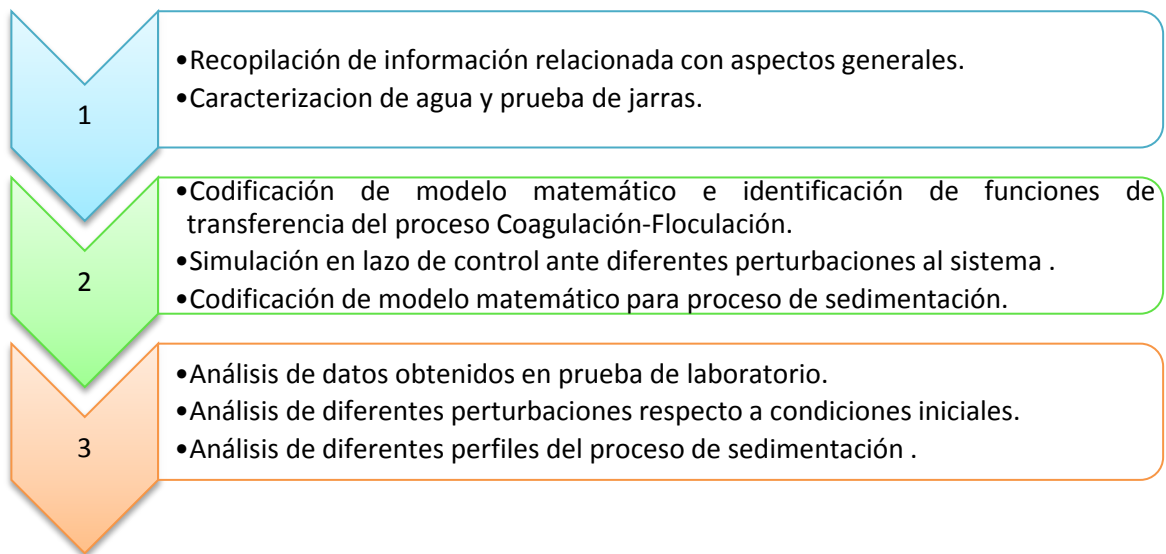 1
•Recopilación de información relacionada con aspectos generales.
•Caracterizacion de agua y prueba de jarras.
2
•Codificación de modelo matemático e identificación de funciones de
transferencia del proceso Coagulación-Floculación.
•Simulación en lazo de control ante diferentes perturbaciones al sistema .
•Codificación de modelo matemático para proceso de sedimentación.
3
•Análisis de datos obtenidos en prueba de laboratorio.
•Análisis de diferentes perturbaciones respecto a condiciones iniciales.
•Análisis de diferentes perfiles del proceso de sedimentación .